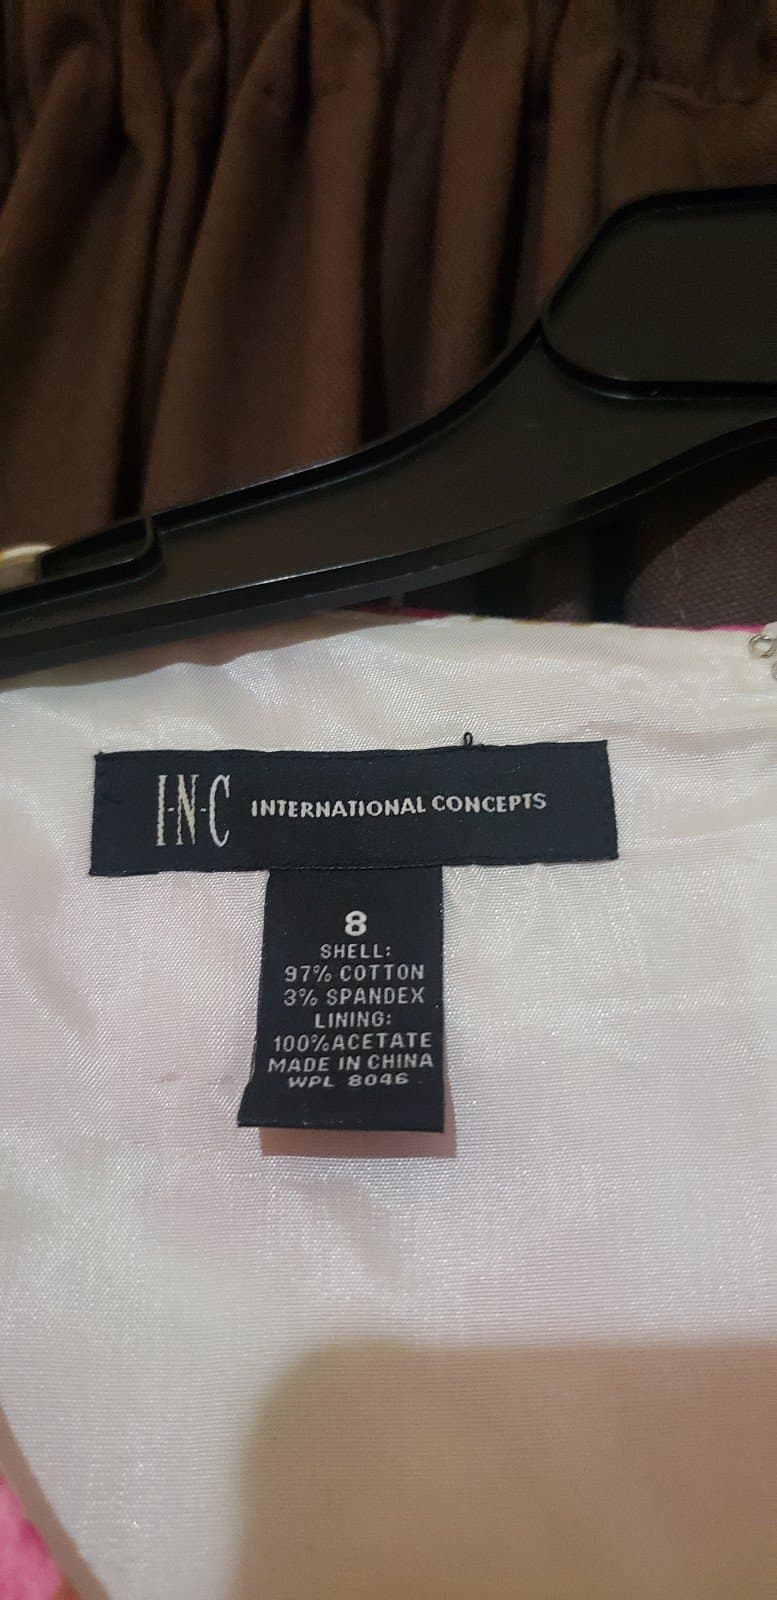 I·N·C INTERNATIONAL CONCEPTS
8
SHELL:
97% COTTON
3% SPANDEX
LINING:
100% ACETATE
MADE IN CHINA
WPL 8046